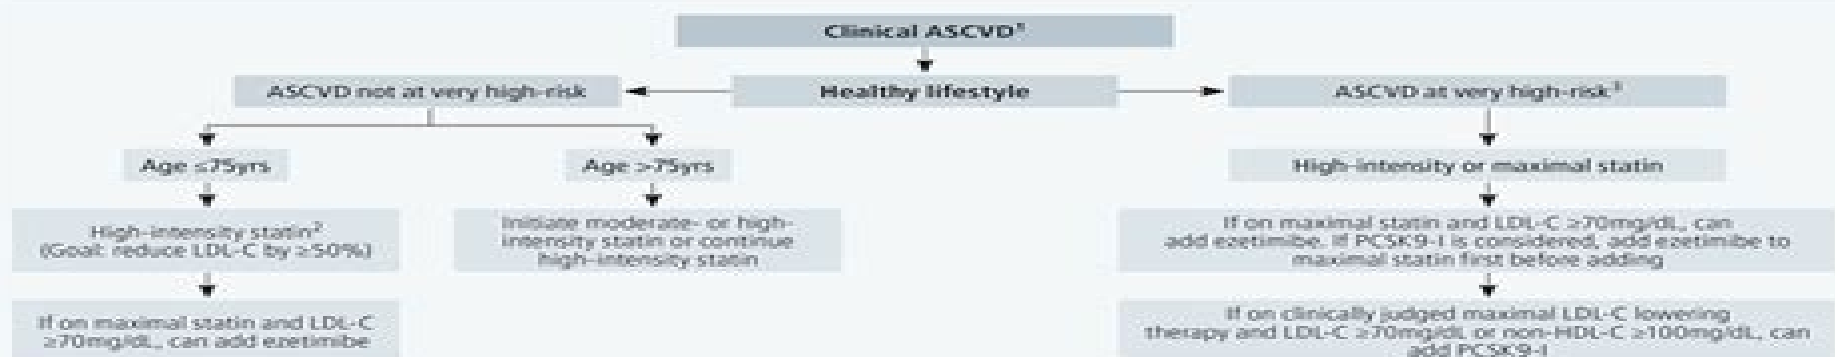 Clinical ASCVD¹
ASCVD not at very high-risk
Healthy lifestyle
ASCVD at very high-risk³
Age ≤75yrs
Age >75yrs
High-intensity or maximal statin
High-intensity statin²
(Goal: reduce LDL-C by ≥50%)
Initiate moderate- or high-
intensity statin or continue
high-intensity statin
If on maximal statin and LDL-C ≥70mg/dL, can
add ezetimibe. If PCSK9-I is considered, add ezetimibe to
maximal statin first before adding
If on maximal statin and LDL-C
≥70mg/dL, can add ezetimibe
If on clinically judged maximal LDL-C lowering
therapy and LDL-C ≥70mg/dL or non-HDL-C ≥100mg/dL, can
add PCSK9-I